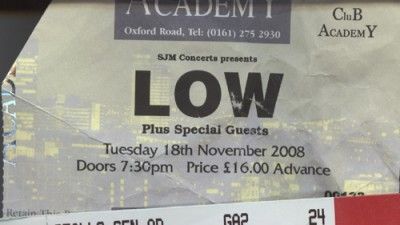 ACADEMY
Oxford Road, Tel: (0161) 275 2930
CluB
AcademY
SJM Concerts presents
LOW
Plus Special Guests
Tuesday 18th November 2008
Doors 7:30pm Price £16.00 Advance
Retain This
GA2
24